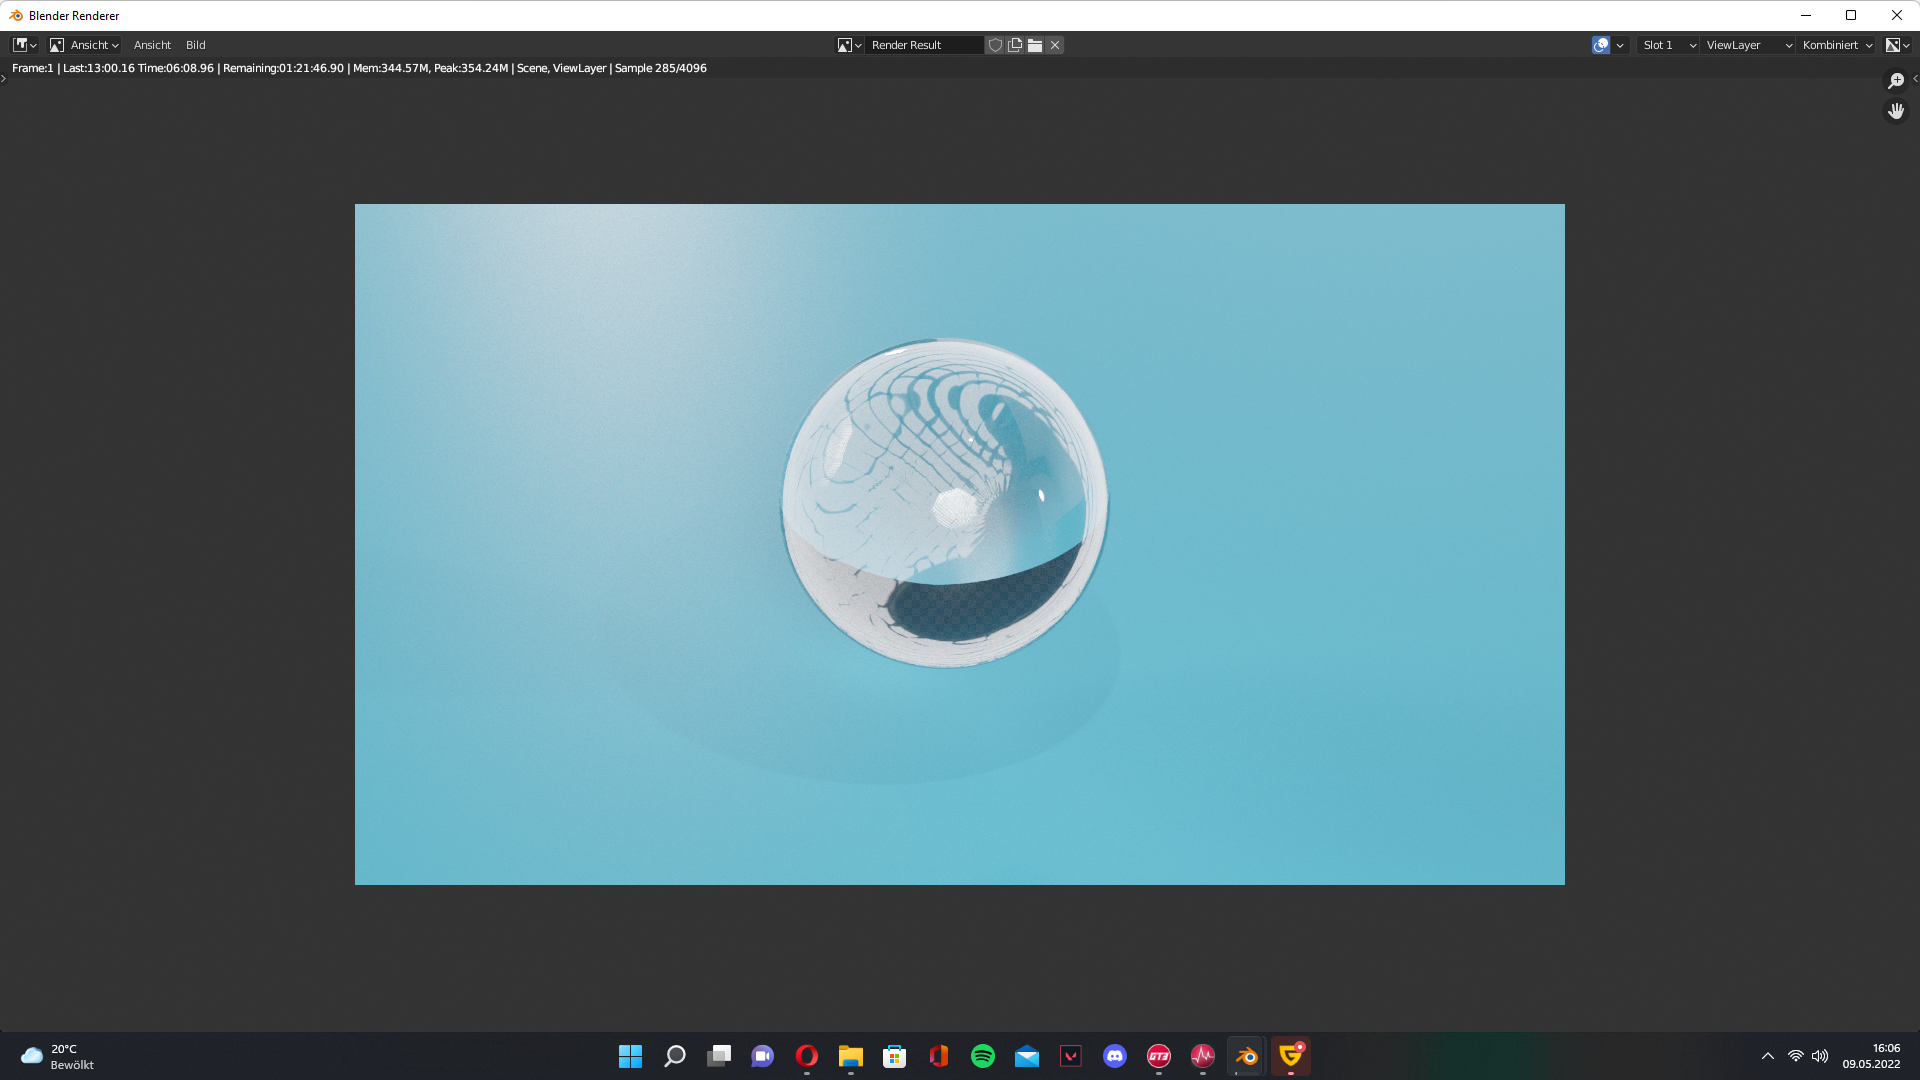 Blender Renderer
Ansicht Ansicht Bild Render Result Slot 1 ViewLayer Kombiniert
Frame:1 | Last:13:00.16 Time:06:08.96 | Remaining:01:21:46.90 | Mem:344.57M, Peak:354.24M | Scene, ViewLayer | Sample 285/4096
20°C
Bewölkt
GT3
16:06
09.05.2022